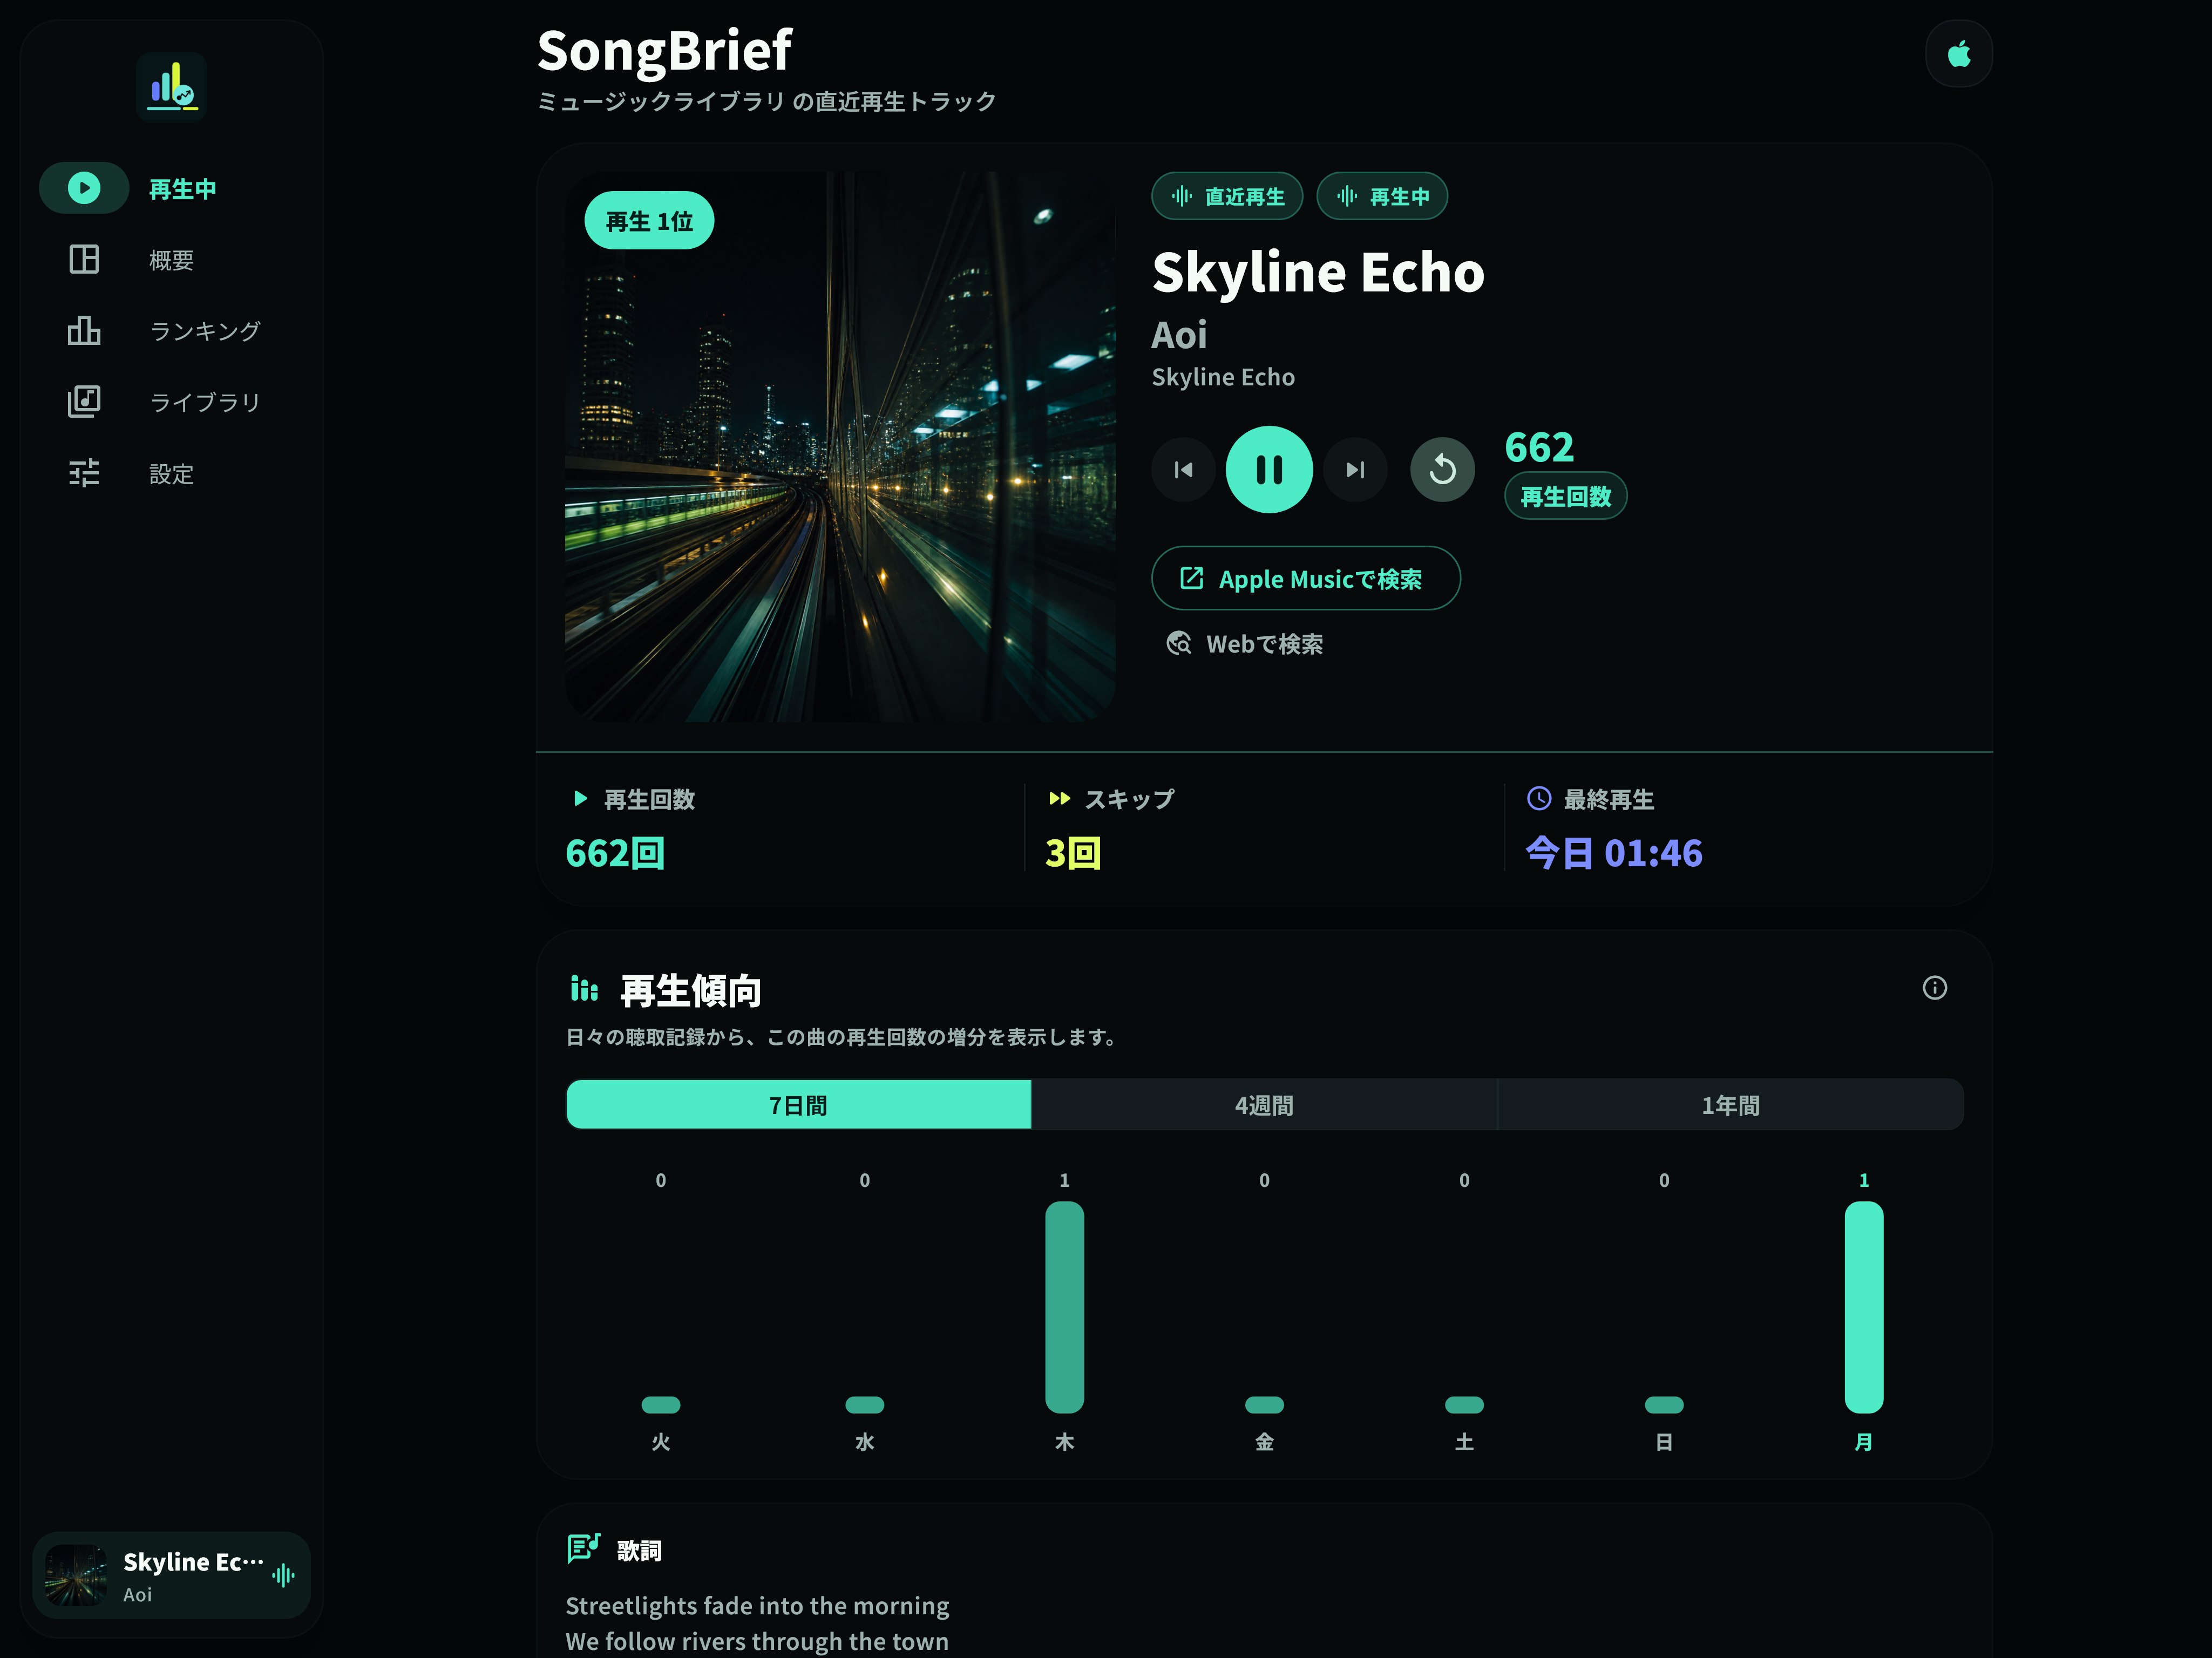 SongBrief
ミュージックライブラリ の直近再生トラック
再生中
概要
ランキング
ライブラリ
設定
再生 1位
直近再生
再生中
Skyline Echo
Aoi
Skyline Echo
662
再生回数
Apple Musicで検索
Webで検索
再生回数
662回
スキップ
3回
最終再生
今日 01:46
再生傾向
日々の聴取記録から、この曲の再生回数の増分を表示します。
7日間
4週間
1年間
0 0 1 0 0 0 1
火 水 木 金 土 日 月
歌詞
Streetlights fade into the morning
We follow rivers through the town
Skyline Ec…
Aoi